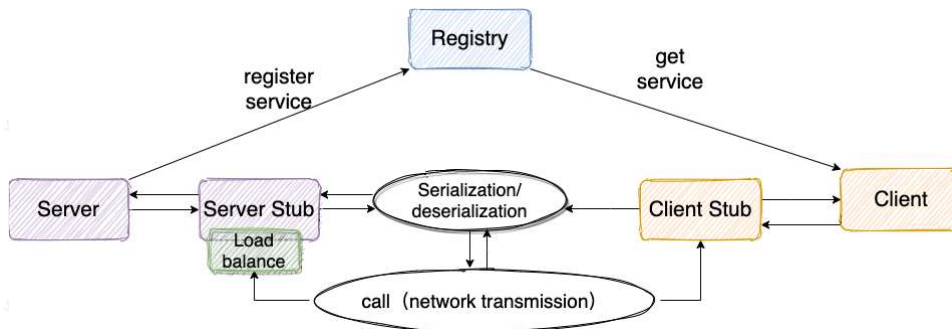 Registry
register
service
get
service
Server
Server Stub
Load
balance
Serialization/
deserialization
Client Stub
Client
call（network transmission）